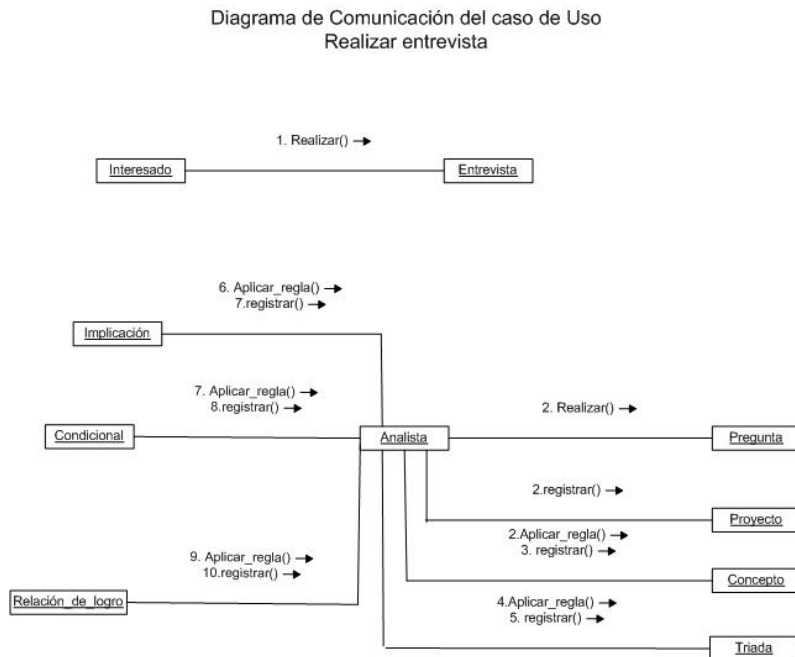 Diagrama de Comunicación del caso de Uso
Realizar entrevista
1. Realizar()
Interesado
Entrevista
6. Aplicar_regla()
7.registrar()
Implicación
7. Aplicar_regla()
8.registrar()
2. Realizar()
Condicional
Analista
Pregunta
2.registrar()
Proyecto
2.Aplicar_regla()
3. registrar()
9. Aplicar_regla()
10.registrar()
Concepto
Relación_de_logro
4.Aplicar_regla()
5. registrar()
Triada